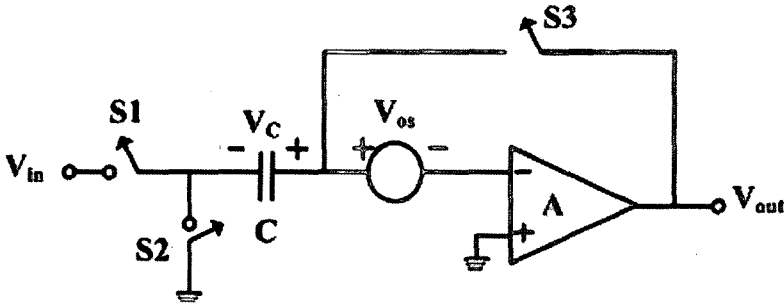 S3
S1
V_C
V_os
- +
+ -
V_in
-
A
V_out
S2
C
+